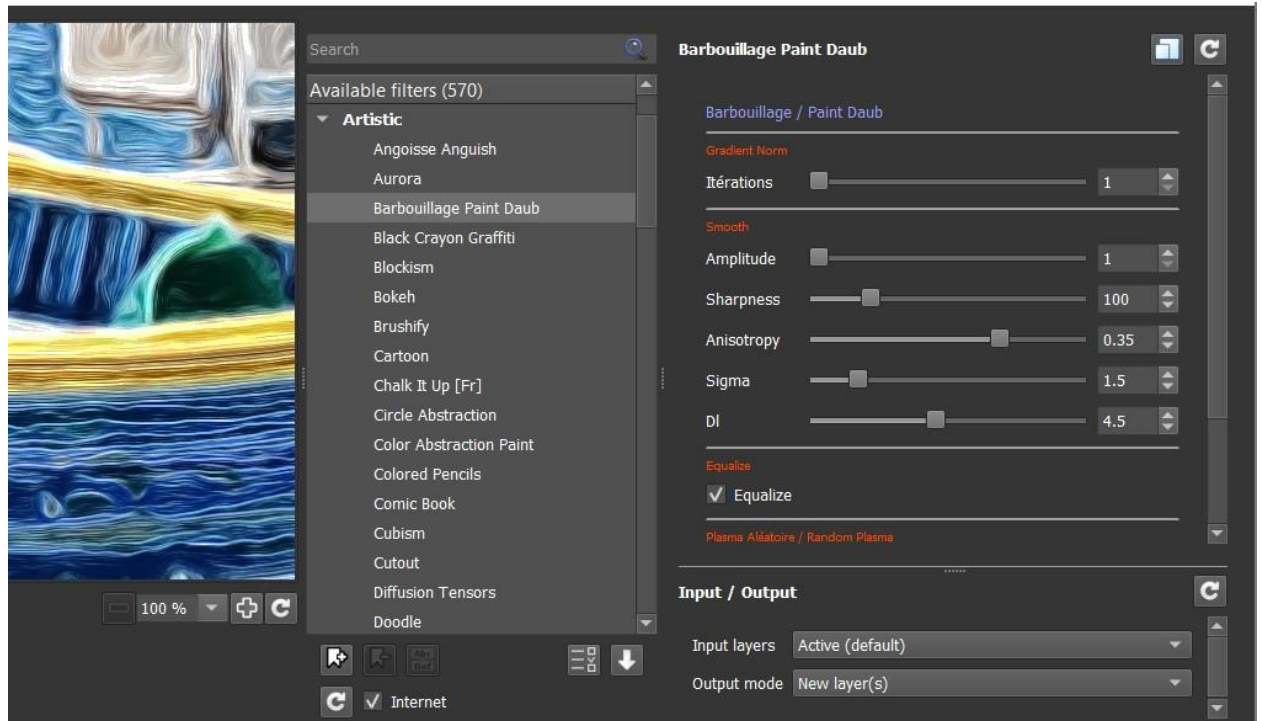 Search
Available filters (570)
Artistic
Angoisse Anguish
Aurora
Barbouillage Paint Daub
Black Crayon Graffiti
Blockism
Bokeh
Brushify
Cartoon
Chalk It Up [Fr]
Circle Abstraction
Color Abstraction Paint
Colored Pencils
Comic Book
Cubism
Cutout
Diffusion Tensors
Doodle
100 %
Abc
Def
Internet
Barbouillage Paint Daub
Barbouillage / Paint Daub
Gradient Norm
Itérations 1
Smooth
Amplitude 1
Sharpness 100
Anisotropy 0.35
Sigma 1.5
Dl 4.5
Equalize
Equalize
Plasma Aléatoire / Random Plasma
Input / Output
Input layers Active (default)
Output mode New layer(s)